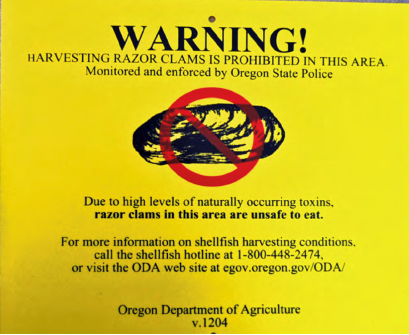 WARNING!
HARVESTING RAZOR CLAMS IS PROHIBITED IN THIS AREA.
Monitored and enforced by Oregon State Police
Due to high levels of naturally occurring toxins,
razor clams in this area are unsafe to eat.
For more information on shellfish harvesting conditions,
call the shellfish hotline at 1-800-448-2474,
or visit the ODA web site at egov.oregon.gov/ODA/
Oregon Department of Agriculture
v.1204